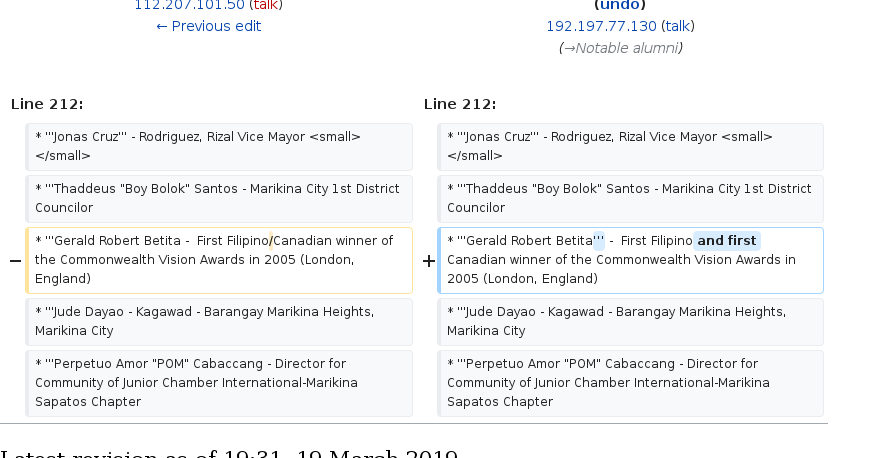 112.207.101.50 (talk)
← Previous edit
(undo)
192.197.77.130 (talk)
(→Notable alumni)
Line 212:
* '''Jonas Cruz''' - Rodriguez, Rizal Vice Mayor <small>
</small>
* '''Thaddeus "Boy Bolok" Santos - Marikina City 1st District
Councilor
− * '''Gerald Robert Betita -  First Filipino/Canadian winner of
the Commonwealth Vision Awards in 2005 (London,
England)
* '''Jude Dayao - Kagawad - Barangay Marikina Heights,
Marikina City
* '''Perpetuo Amor "POM" Cabaccang - Director for
Community of Junior Chamber International-Marikina
Sapatos Chapter
Line 212:
* '''Jonas Cruz''' - Rodriguez, Rizal Vice Mayor <small>
</small>
* '''Thaddeus "Boy Bolok" Santos - Marikina City 1st District
Councilor
+ * '''Gerald Robert Betita''' -  First Filipino and first
Canadian winner of the Commonwealth Vision Awards in
2005 (London, England)
* '''Jude Dayao - Kagawad - Barangay Marikina Heights,
Marikina City
* '''Perpetuo Amor "POM" Cabaccang - Director for
Community of Junior Chamber International-Marikina
Sapatos Chapter
Latest revision as of 19:31, 19 March 2019